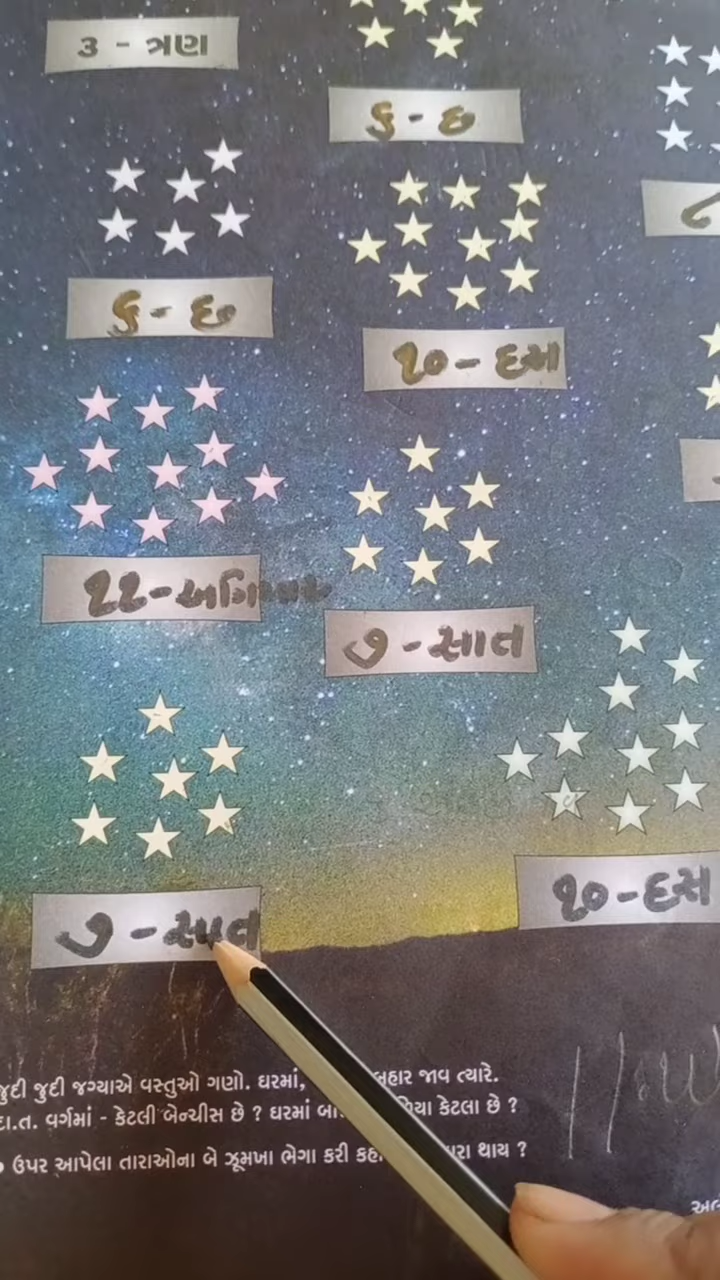 ૩ - ત્રણ
૬ - છ
૬ - છ
૧૦ - દસ
૧૧ - અગિયાર
૭ - સાત
૭ - સાત
૧૦ - દસ
જુદી જુદી જગ્યાએ વસ્તુઓ ગણો. ઘરમાં, બહાર જાવ ત્યારે.
દા.ત. વર્ગમાં - કેટલી બેન્ચીસ છે ? ઘરમાં કેટલા છે ?
ઉપર આપેલા તારાઓના બે ઝૂમખા ભેગા કરી થાય ?